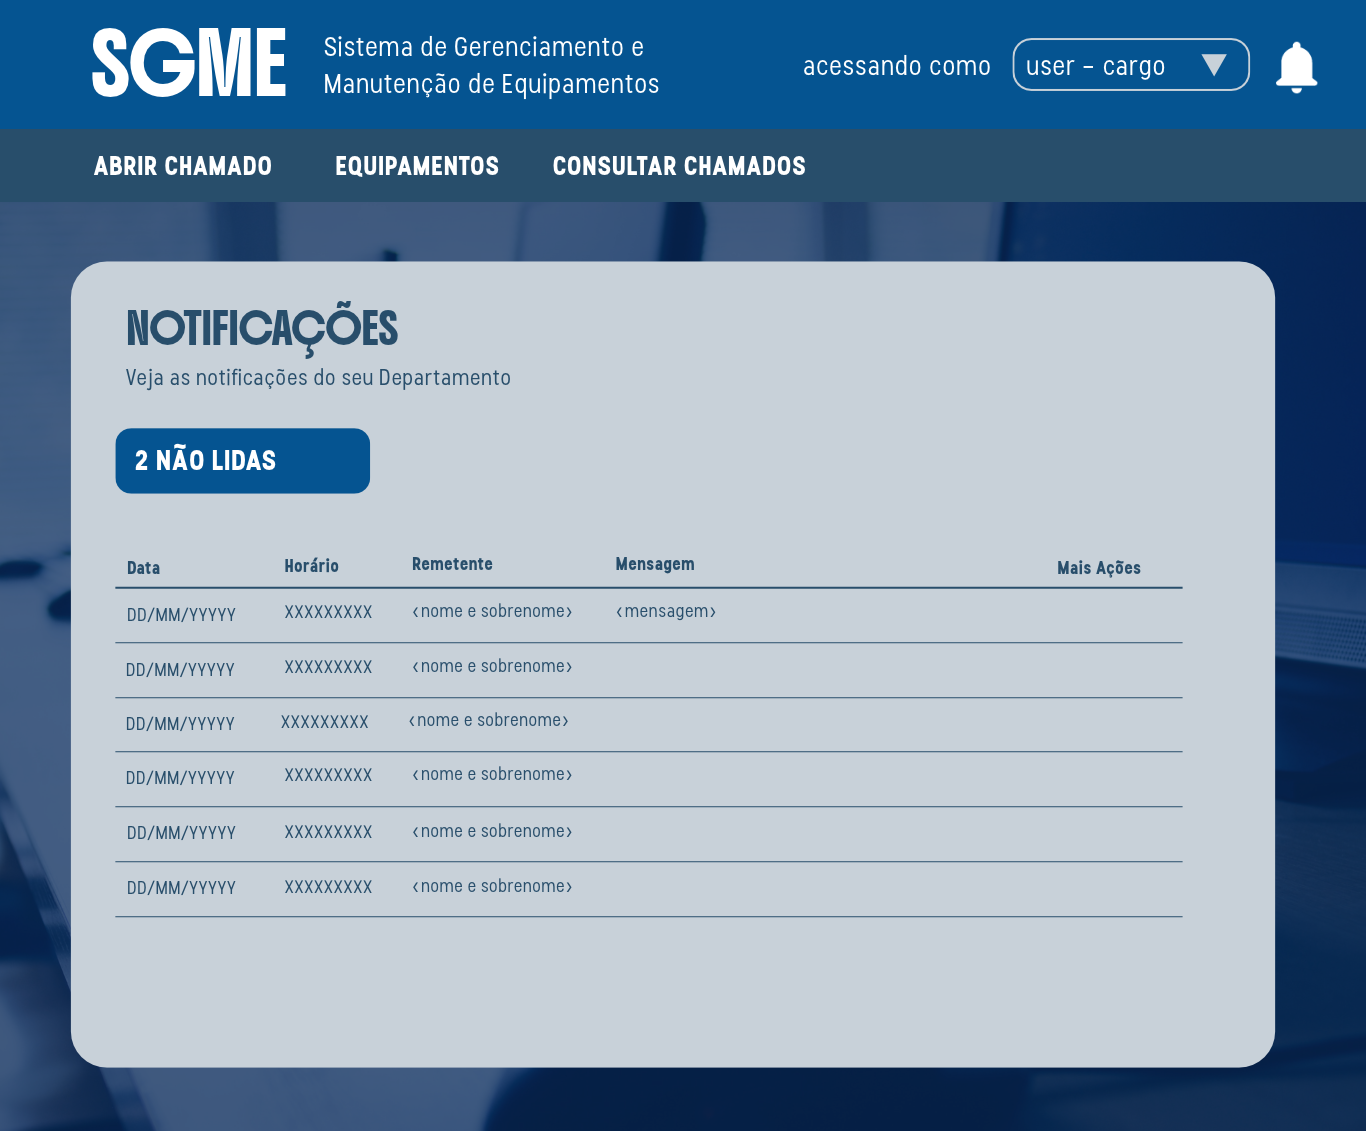 SGME
Sistema de Gerenciamento e
Manutenção de Equipamentos
acessando como
user - cargo
ABRIR CHAMADO EQUIPAMENTOS CONSULTAR CHAMADOS
NOTIFICAÇÕES
Veja as notificações do seu Departamento
2 NÃO LIDAS
Data Horário Remetente Mensagem Mais Ações
DD/MM/YYYYY XXXXXXXXX <nome e sobrenome> <mensagem>
DD/MM/YYYYY XXXXXXXXX <nome e sobrenome>
DD/MM/YYYYY XXXXXXXXX <nome e sobrenome>
DD/MM/YYYYY XXXXXXXXX <nome e sobrenome>
DD/MM/YYYYY XXXXXXXXX <nome e sobrenome>
DD/MM/YYYYY XXXXXXXXX <nome e sobrenome>